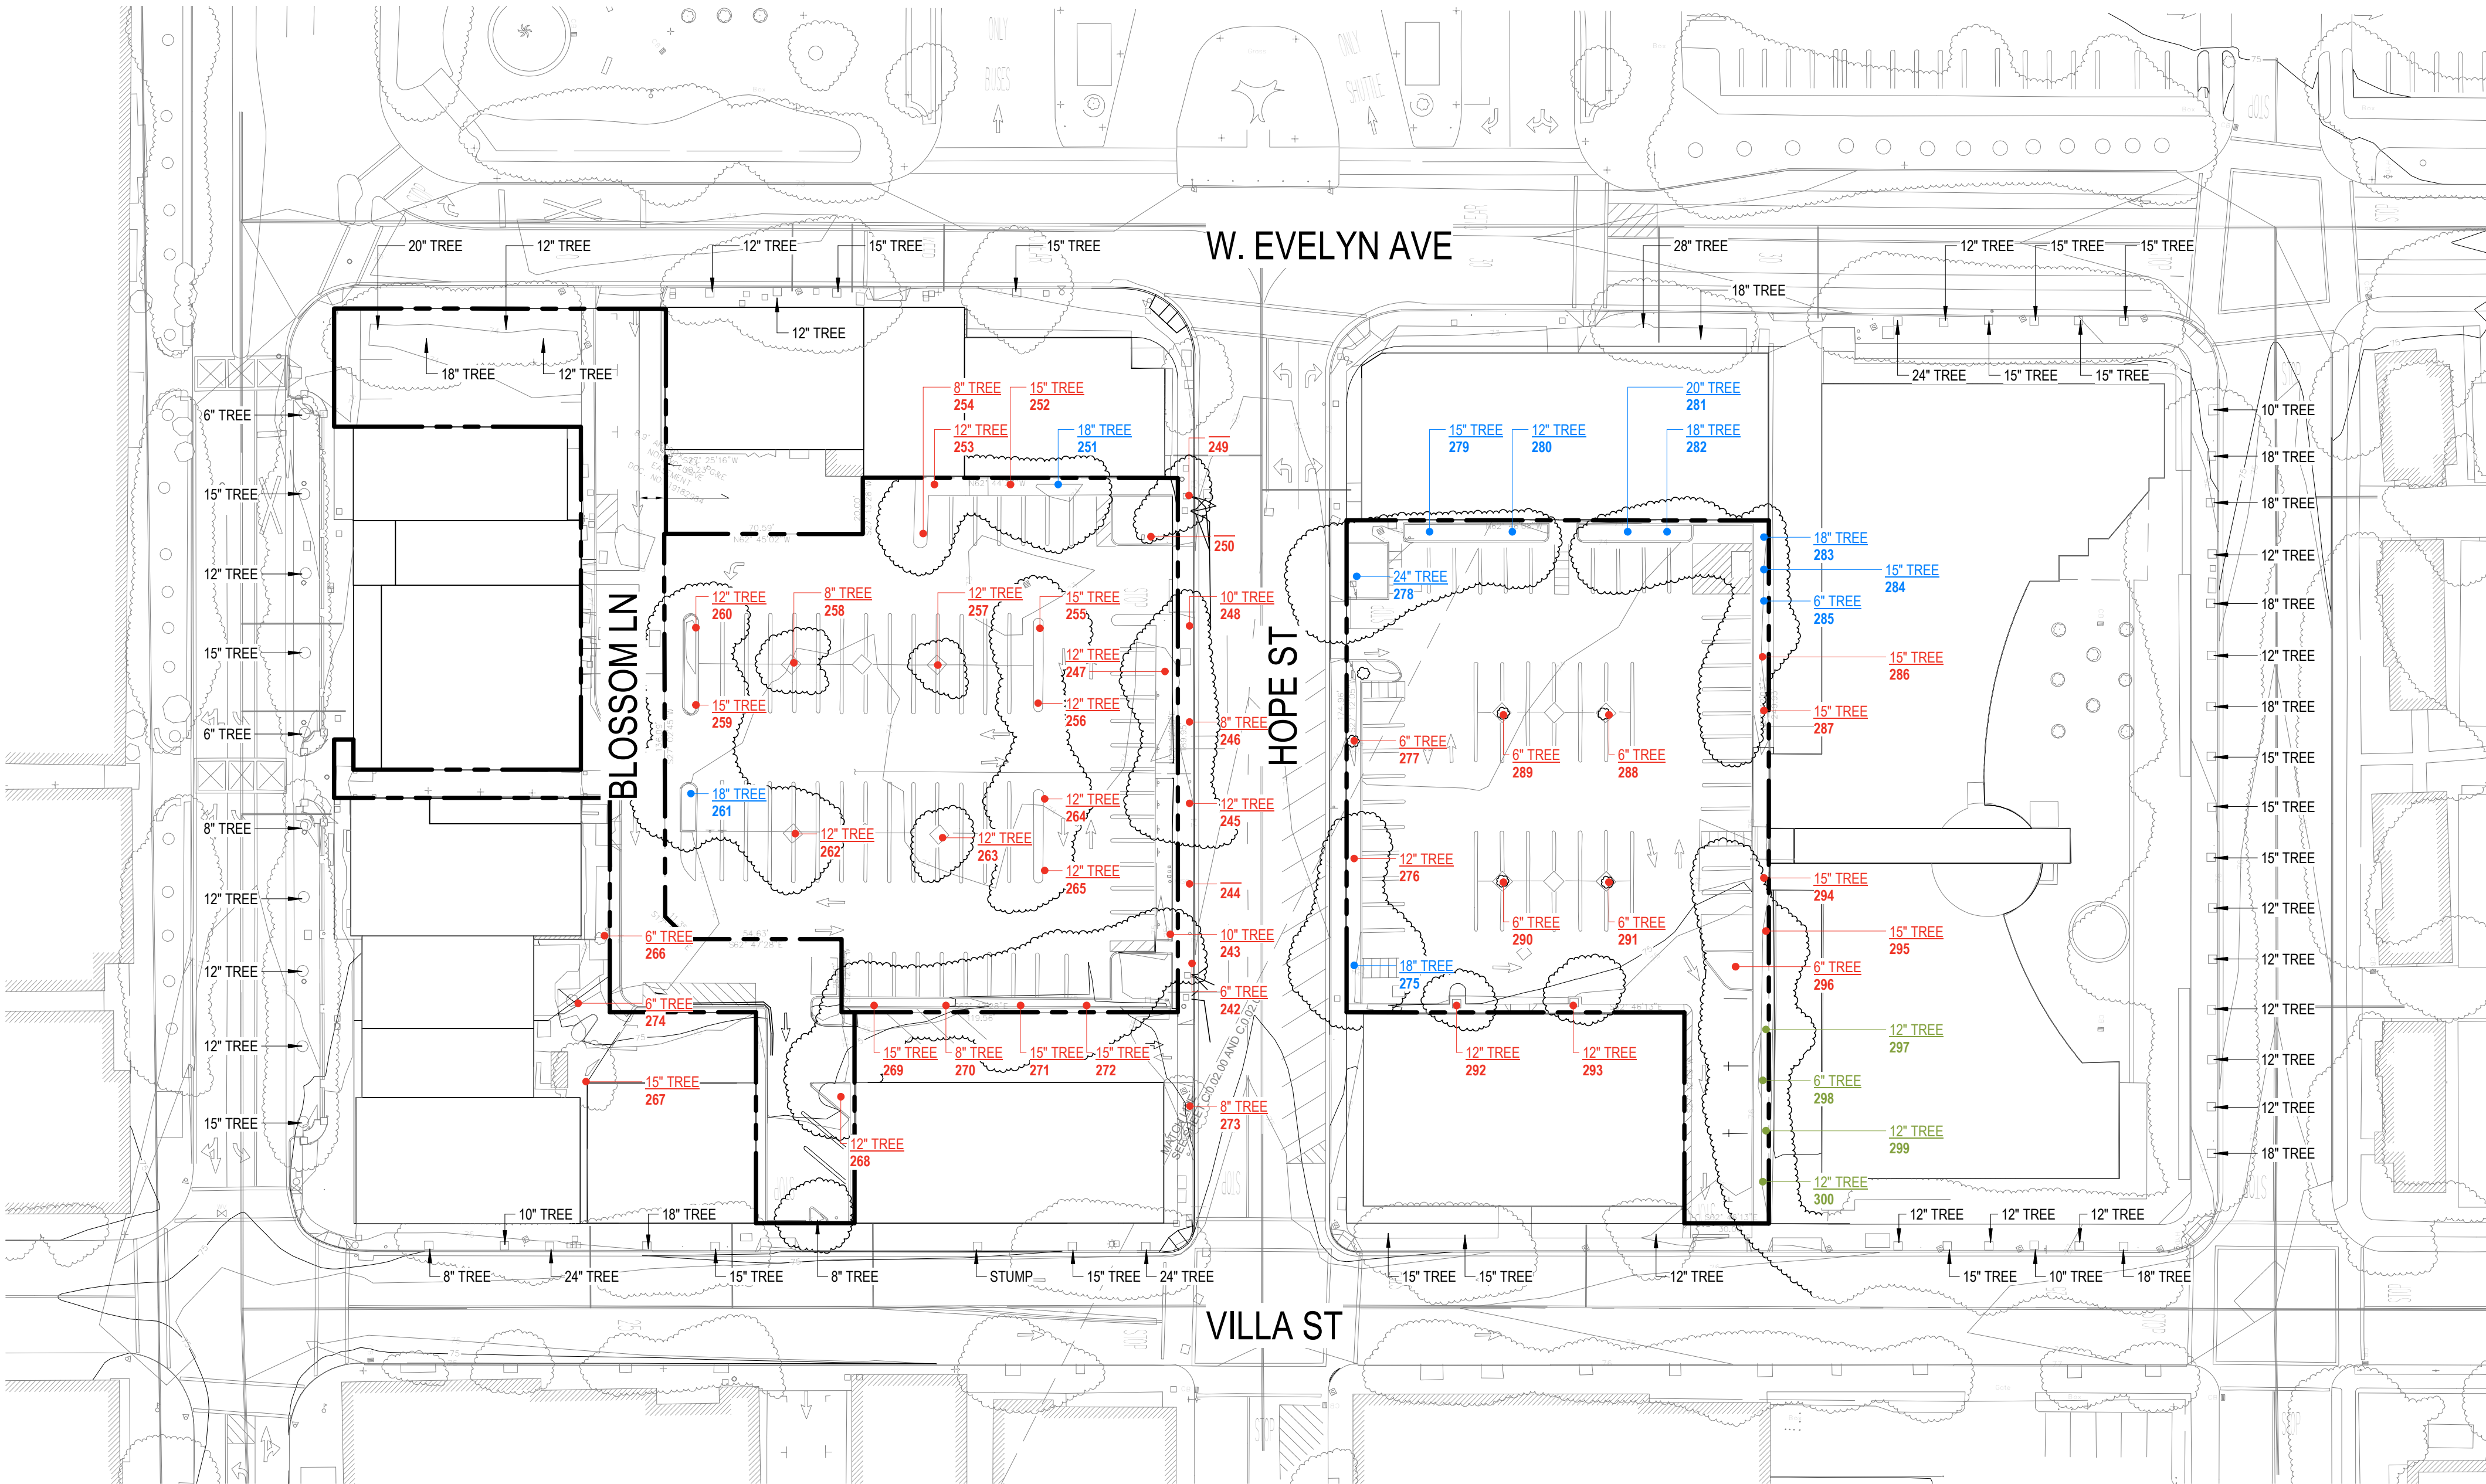 ONLY
BUSES
ONLY
SHUTTLE
STOP
W. EVELYN AVE
20" TREE
12" TREE
12" TREE
15" TREE
15" TREE
28" TREE
12" TREE
15" TREE
15" TREE
18" TREE
12" TREE
18" TREE
12" TREE
24" TREE
15" TREE
15" TREE
6" TREE
8" TREE
254
15" TREE
252
12" TREE
253
18" TREE
251
249
20" TREE
281
15" TREE
279
12" TREE
280
18" TREE
282
10" TREE
18" TREE
15" TREE
18" TREE
250
18" TREE
283
12" TREE
12" TREE
24" TREE
278
15" TREE
284
12" TREE
260
8" TREE
258
12" TREE
257
15" TREE
255
10" TREE
248
6" TREE
285
18" TREE
BLOSSOM LN
HOPE ST
15" TREE
12" TREE
247
15" TREE
286
12" TREE
15" TREE
259
12" TREE
256
8" TREE
246
15" TREE
287
18" TREE
6" TREE
6" TREE
277
6" TREE
289
6" TREE
288
15" TREE
18" TREE
261
12" TREE
264
12" TREE
245
15" TREE
8" TREE
12" TREE
262
12" TREE
263
12" TREE
265
244
12" TREE
276
15" TREE
294
15" TREE
12" TREE
6" TREE
290
6" TREE
291
15" TREE
295
12" TREE
6" TREE
266
10" TREE
243
18" TREE
275
6" TREE
296
12" TREE
12" TREE
6" TREE
274
6" TREE
242
12" TREE
297
12" TREE
12" TREE
15" TREE
269
8" TREE
270
15" TREE
271
15" TREE
272
12" TREE
292
12" TREE
293
12" TREE
15" TREE
267
6" TREE
298
12" TREE
15" TREE
8" TREE
273
12" TREE
268
12" TREE
299
18" TREE
12" TREE
300
10" TREE
18" TREE
12" TREE
12" TREE
12" TREE
8" TREE
24" TREE
15" TREE
8" TREE
STUMP
15" TREE
24" TREE
15" TREE
15" TREE
12" TREE
15" TREE
10" TREE
18" TREE
VILLA ST